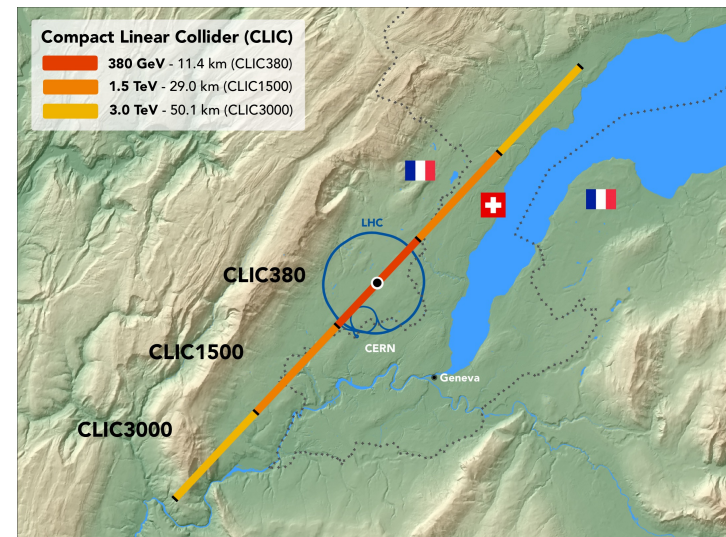 Compact Linear Collider (CLIC)
380 GeV - 11.4 km (CLIC380)
1.5 TeV - 29.0 km (CLIC1500)
3.0 TeV - 50.1 km (CLIC3000)
LHC
CLIC380
CERN
CLIC1500
Geneva
CLIC3000